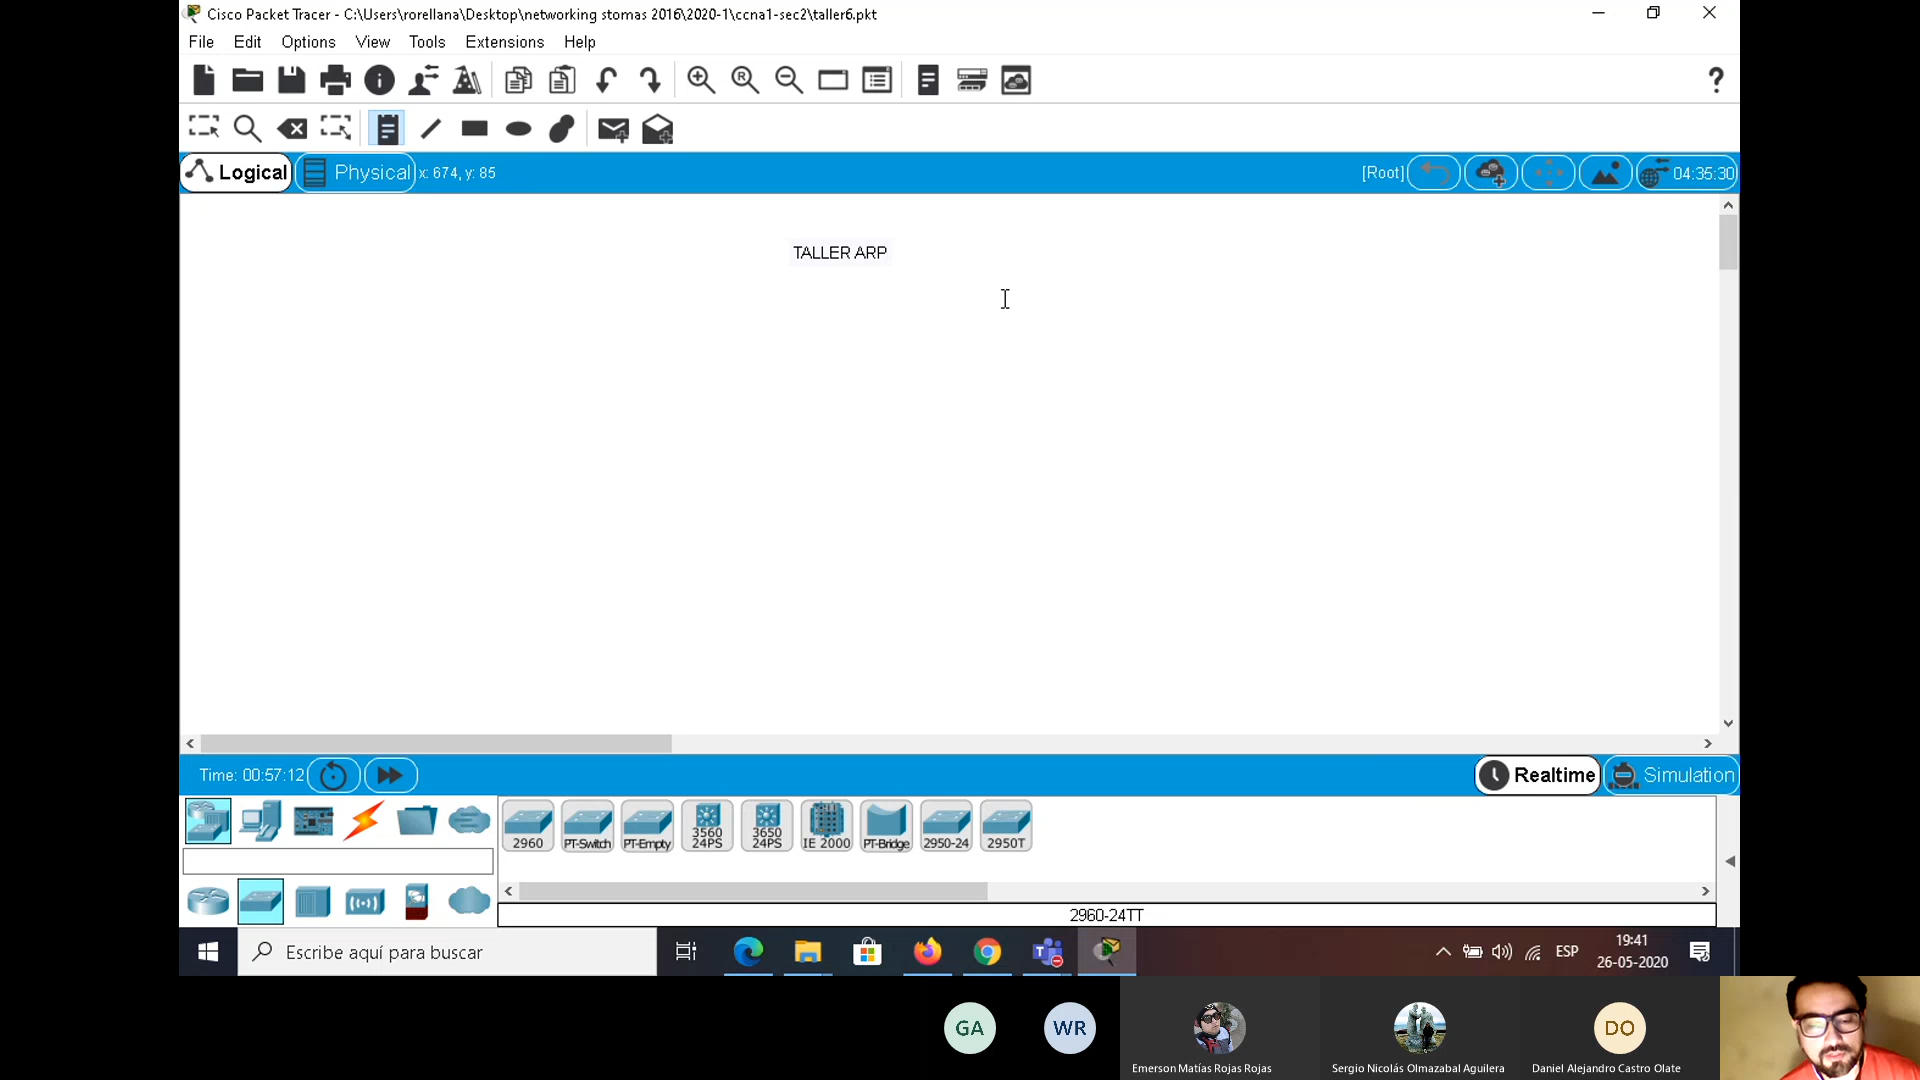 Cisco Packet Tracer - C:\Users\rorellana\Desktop\networking stomas 2016\2020-1\ccna1-sec2\taller6.pkt
File Edit Options View Tools Extensions Help
Logical Physical x: 674, y: 85 [Root] 04:35:30
TALLER ARP
Time: 00:57:12 Realtime Simulation
2960 PT-Switch PT-Empty 3560 24PS 3650 24PS IE 2000 PT-Bridge 2950-24 2950T
2960-24TT
Escribe aquí para buscar
ESP
19:41
26-05-2020
GA WR DO
Emerson Matías Rojas Rojas Sergio Nicolás Olmazabal Aguilera Daniel Alejandro Castro Olate